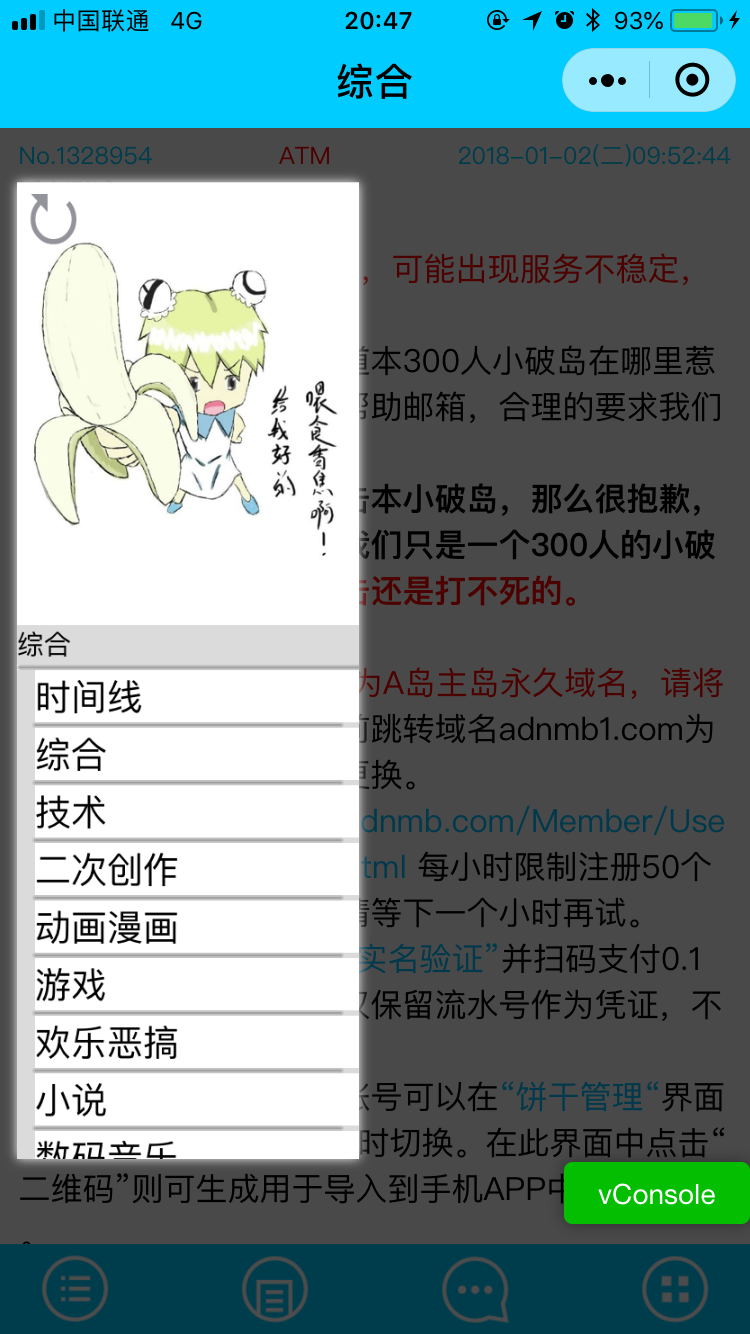 中国联通 4G 20:47 93%
综合
No.1328954 ATM 2018-01-02(二)09:52:44
，可能出现服务不稳定，
本300人小破岛在哪里惹
助邮箱，合理的要求我们
本小破岛，那么很抱歉，
们只是一个300人的小破
还是打不死的。
为A岛主岛永久域名，请将
跳转域名adnmb1.com为
更换。
dnmb.com/Member/Use
tml 每小时限制注册50个
请等下一个小时再试。
实名验证”并扫码支付0.1
保留流水号作为凭证，不
账号可以在“饼干管理“界面
时切换。在此界面中点击“
二维码”则可生成用于导入到手机APP中
喂食香焦啊！
给我好的
综合
时间线
综合
技术
二次创作
动画漫画
游戏
欢乐恶搞
小说
数码音乐
vConsole